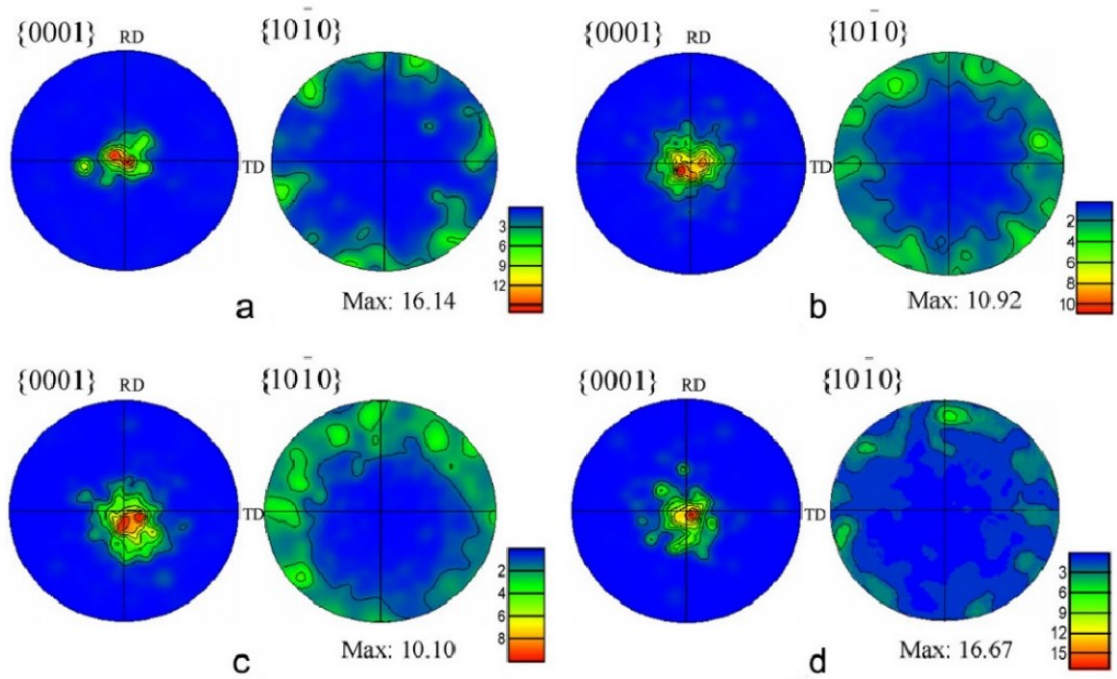 {0001} RD {101̄0}
TD
3
6
9
12
a Max: 16.14
{0001} RD {101̄0}
TD
2
4
6
8
10
b Max: 10.92
{0001} RD {101̄0}
TD
2
4
6
8
c Max: 10.10
{0001} RD {101̄0}
TD
3
6
9
12
15
d Max: 16.67